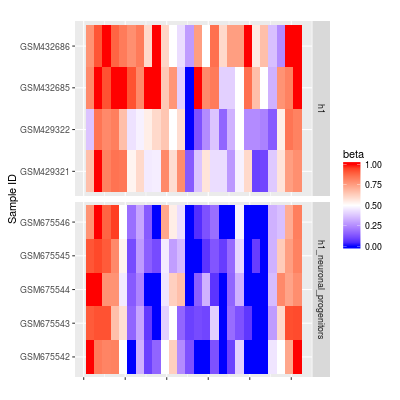 GSM432686
GSM432685
GSM429322
GSM429321
h1
GSM675546
GSM675545
GSM675544
GSM675543
GSM675542
h1_neuronal_progenitors
Sample ID
beta
1.00
0.75
0.50
0.25
0.00